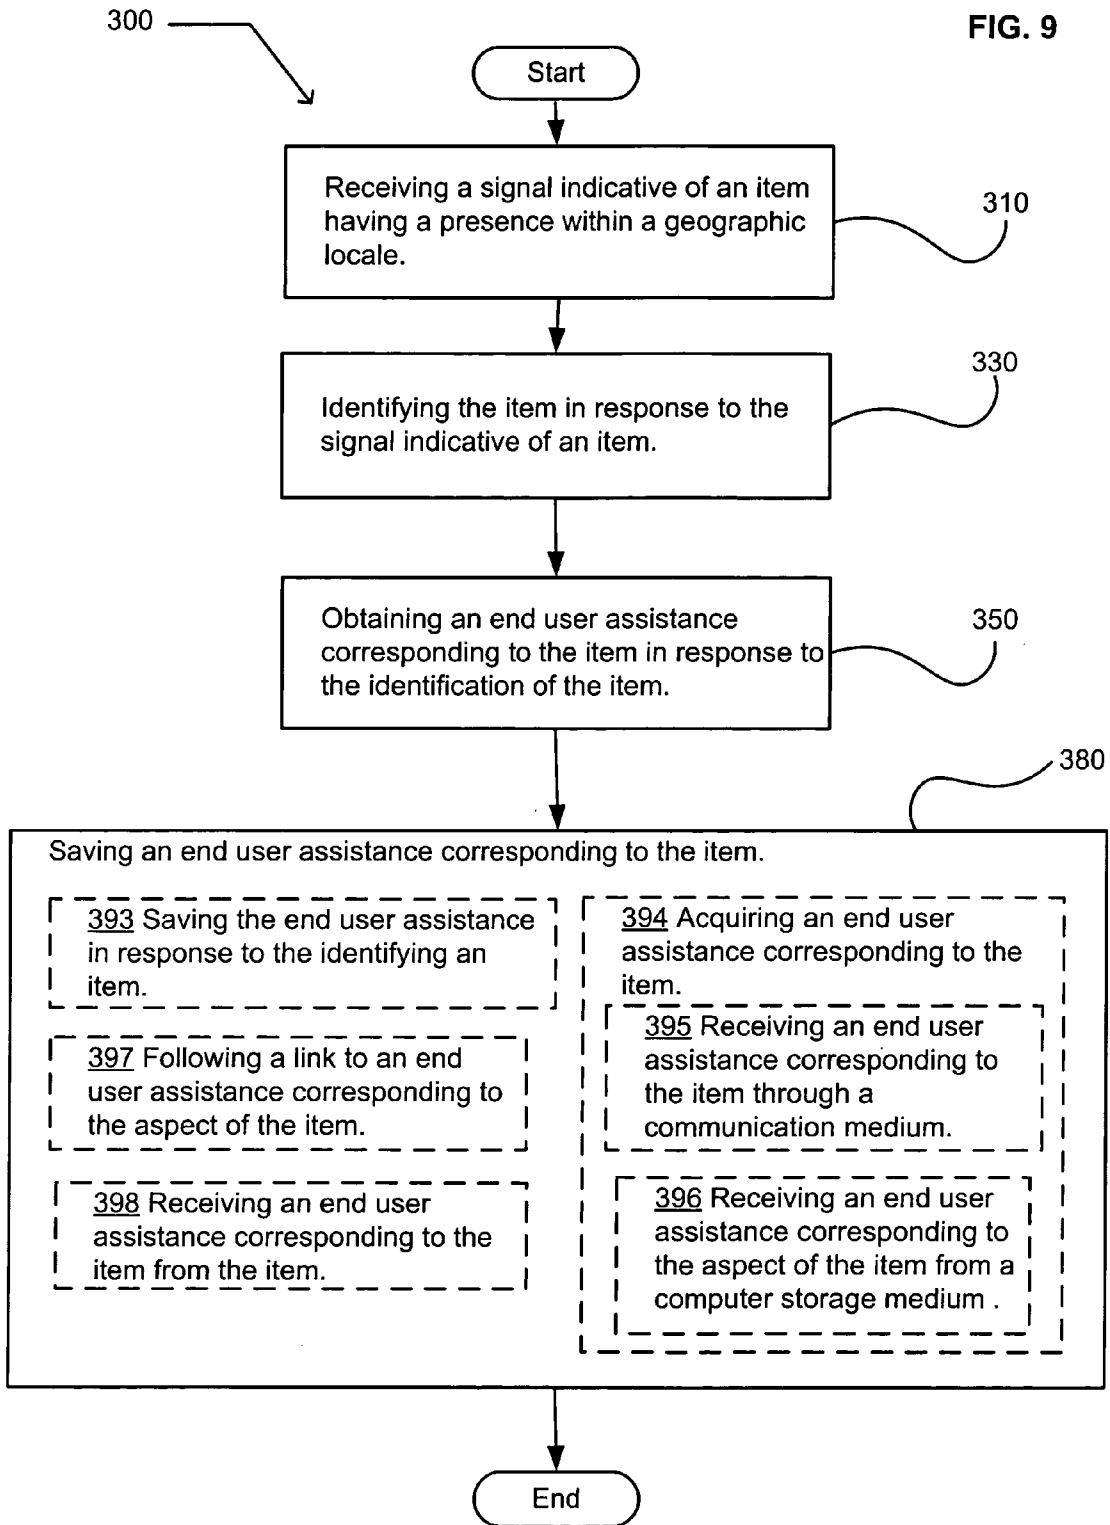 300
FIG. 9
Start
Receiving a signal indicative of an item
having a presence within a geographic
locale.
310
Identifying the item in response to the
signal indicative of an item.
330
Obtaining an end user assistance
corresponding to the item in response to
the identification of the item.
350
380
Saving an end user assistance corresponding to the item.
393 Saving the end user assistance
in response to the identifying an
item.
397 Following a link to an end
user assistance corresponding to
the aspect of the item.
398 Receiving an end user
assistance corresponding to the
item from the item.
394 Acquiring an end user
assistance corresponding to the
item.
395 Receiving an end user
assistance corresponding to
the item through a
communication medium.
396 Receiving an end user
assistance corresponding to
the aspect of the item from a
computer storage medium .
End